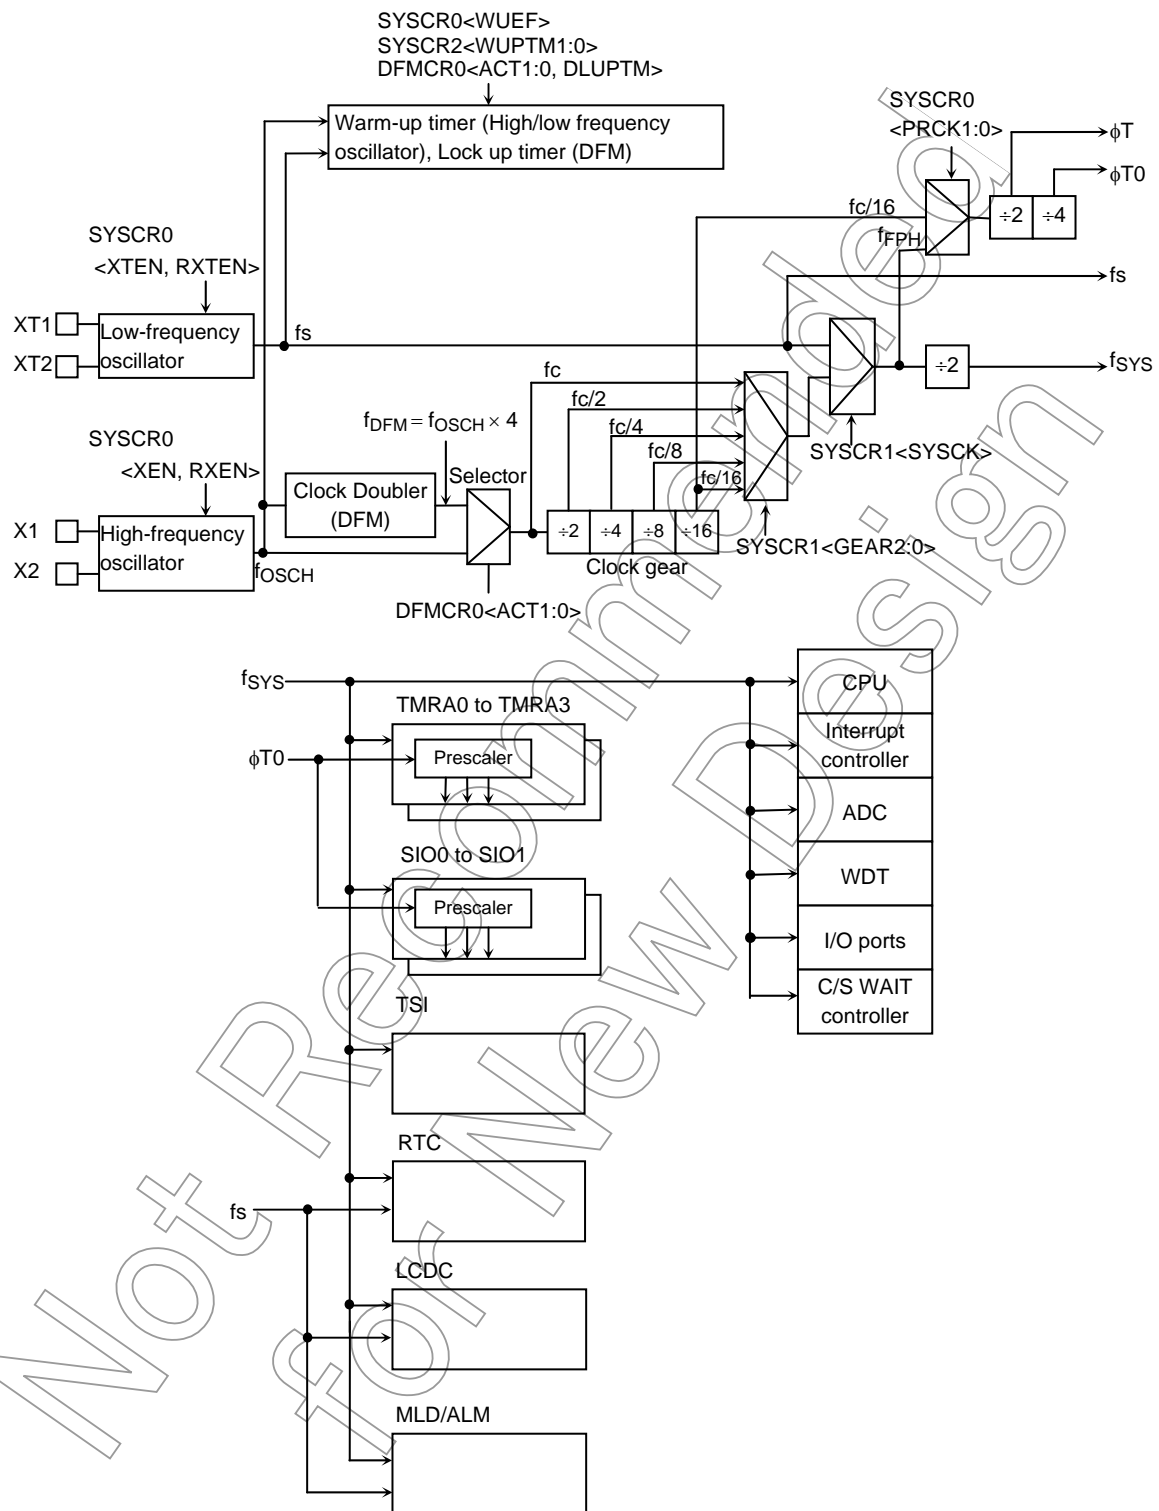 SYSCR0<WUEF>
SYSCR2<WUPTM1:0>
DFMCR0<ACT1:0, DLUPTM>
Warm-up timer (High/low frequency
oscillator), Lock up timer (DFM)
SYSCR0
<PRCK1:0>
ϕT
ϕT0
fc/16
fFPH
÷2
÷4
SYSCR0
<XTEN, RXTEN>
fs
XT1
XT2
Low-frequency
oscillator
fs
fc
fc/2
fc/4
fc/8
fc/16
÷2
fSYS
SYSCR1<SYSCK>
fDFM = fOSCH × 4
SYSCR0
<XEN, RXEN>
Clock Doubler
(DFM)
Selector
X1
X2
High-frequency
oscillator
fOSCH
÷2
÷4
÷8
÷16
Clock gear
SYSCR1<GEAR2:0>
DFMCR0<ACT1:0>
fSYS
TMRA0 to TMRA3
Prescaler
ϕT0
SIO0 to SIO1
Prescaler
TSI
RTC
fs
LCDC
MLD/ALM
CPU
Interrupt
controller
ADC
WDT
I/O ports
C/S WAIT
controller
Not Recommended
for New Design